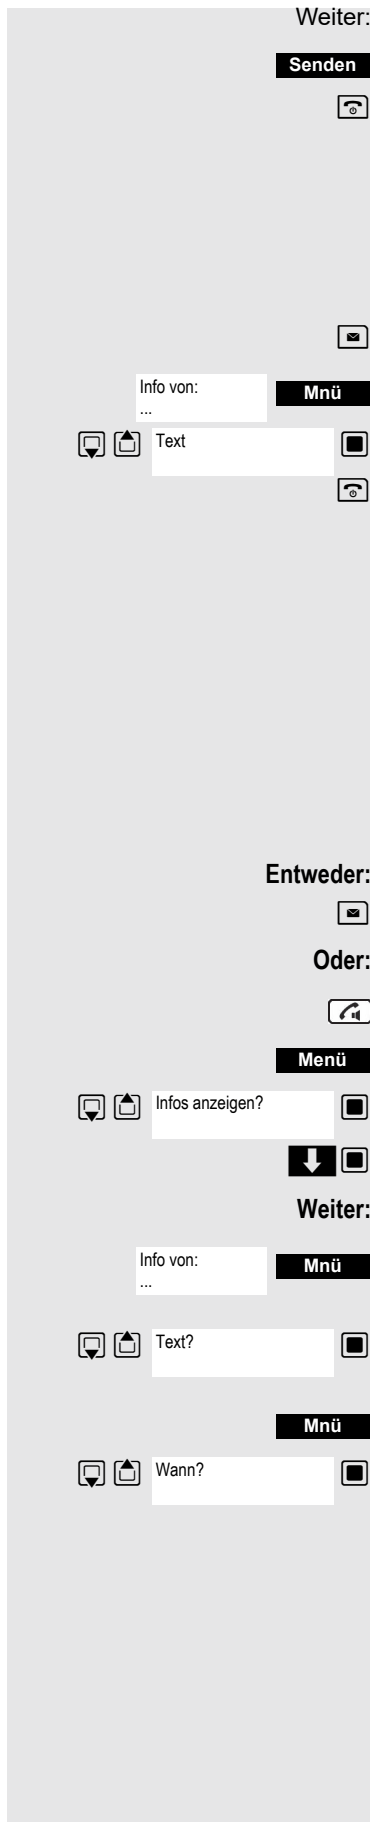 Weiter:
Senden
Info von:
...
Mnü
Text
Entweder:
Oder:
Menü
Infos anzeigen?
Weiter:
Info von:
...
Mnü
Text?
Mnü
Wann?